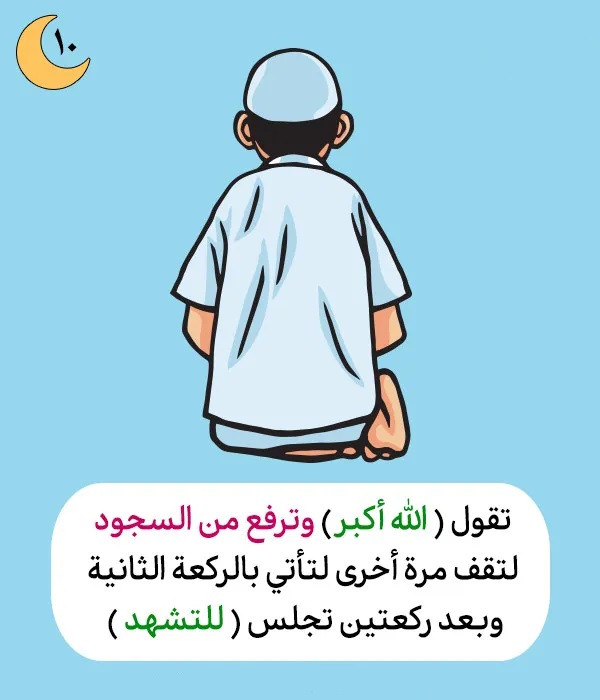 ١٠
تقول ( الله أكبر ) وترفع من السجود
لتقف مرة أخرى لتأتي بالركعة الثانية
وبعد ركعتين تجلس ( للتشهد )